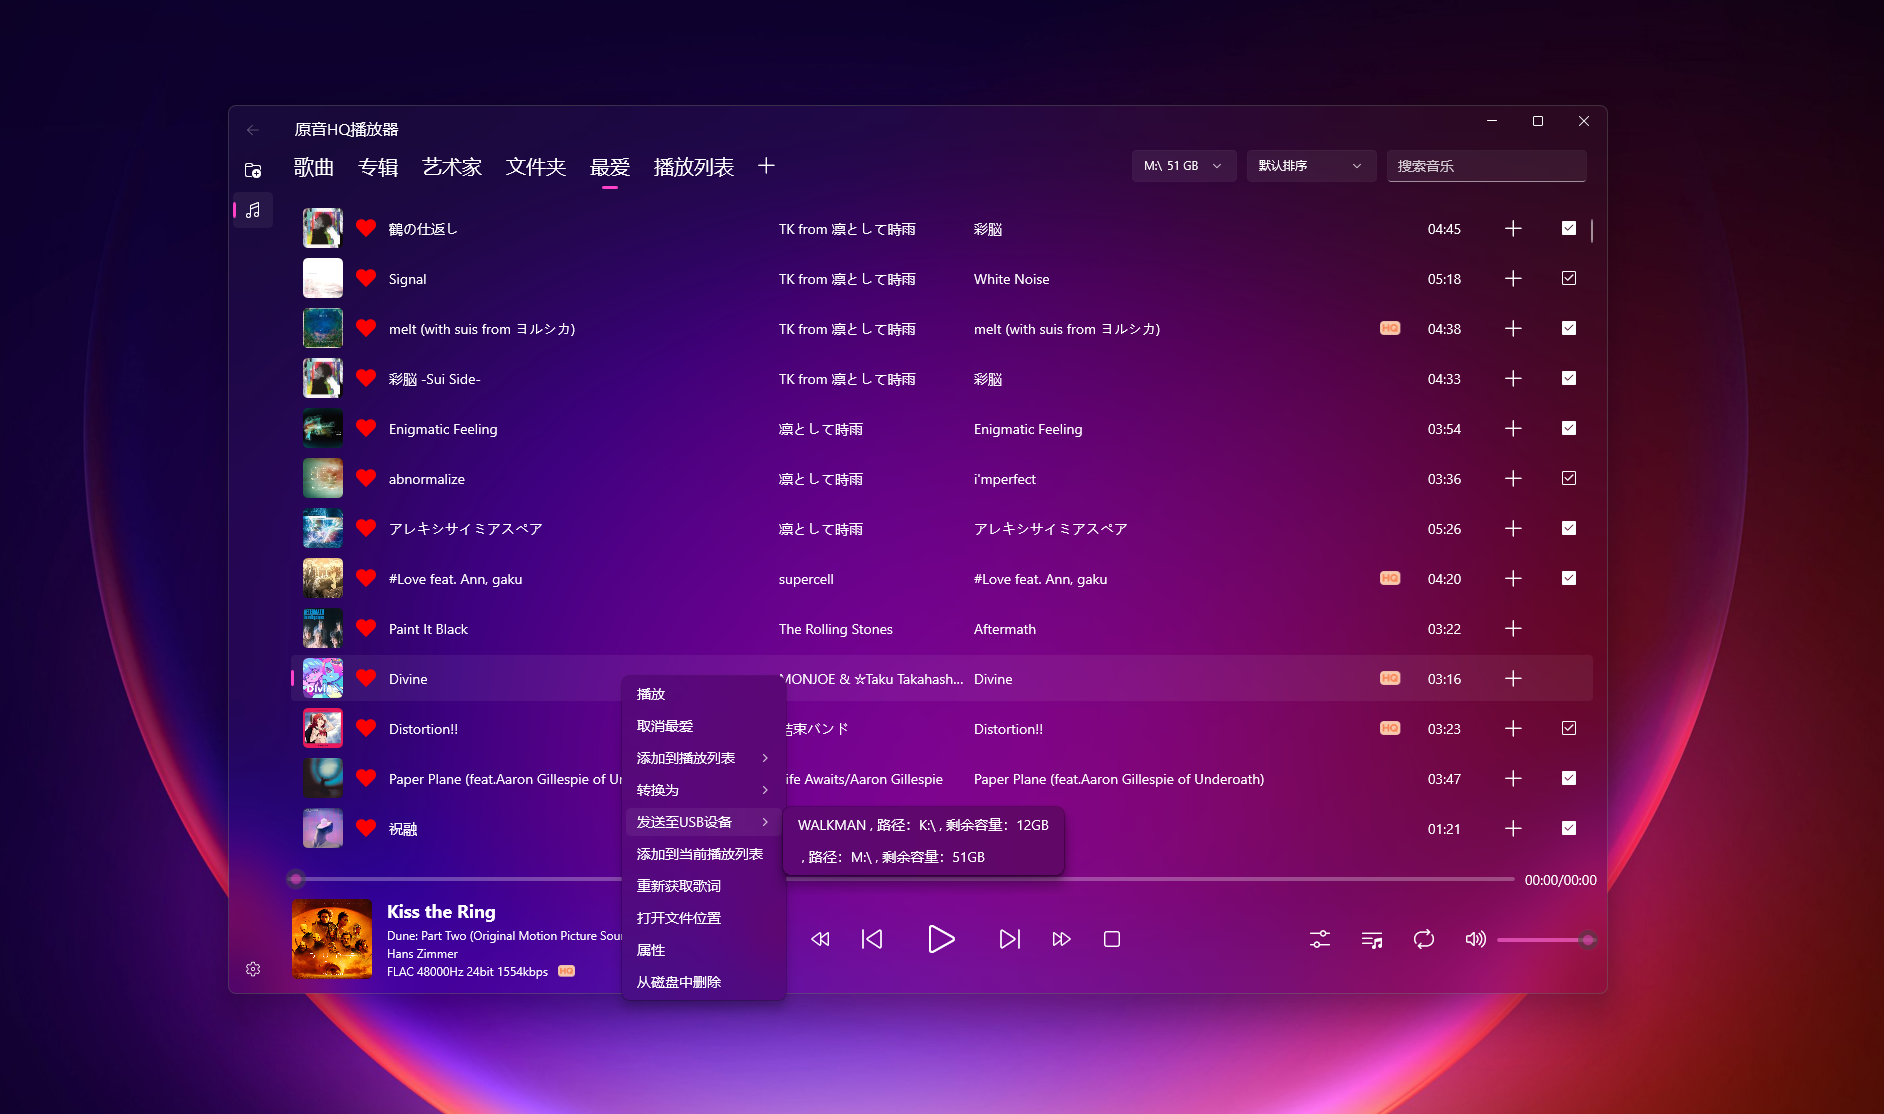 原音HQ播放器
歌曲 专辑 艺术家 文件夹 最爱 播放列表
M:\ 51 GB 默认排序 搜索音乐
鶴の仕返し TK from 凛として時雨 彩脳 04:45
Signal TK from 凛として時雨 White Noise 05:18
melt (with suis from ヨルシカ) TK from 凛として時雨 melt (with suis from ヨルシカ) HQ 04:38
彩脳 -Sui Side- TK from 凛として時雨 彩脳 04:33
Enigmatic Feeling 凛として時雨 Enigmatic Feeling 03:54
abnormalize 凛として時雨 i'mperfect 03:36
アレキシサイミアスペア 凛として時雨 アレキシサイミアスペア 05:26
#Love feat. Ann, gaku supercell #Love feat. Ann, gaku HQ 04:20
Paint It Black The Rolling Stones Aftermath 03:22
Divine MONJOE & ☆Taku Takahash... Divine HQ 03:16
Distortion!! 結束バンド Distortion!! HQ 03:23
Paper Plane (feat.Aaron Gillespie of Ur ife Awaits/Aaron Gillespie Paper Plane (feat.Aaron Gillespie of Underoath) 03:47
祝融 01:21
播放
取消最爱
添加到播放列表
转换为
发送至USB设备
添加到当前播放列表
重新获取歌词
打开文件位置
属性
从磁盘中删除
WALKMAN , 路径：K:\ , 剩余容量：12GB
, 路径：M:\ , 剩余容量：51GB
00:00/00:00
Kiss the Ring
Dune: Part Two (Original Motion Picture Sou
Hans Zimmer
FLAC 48000Hz 24bit 1554kbps HQ